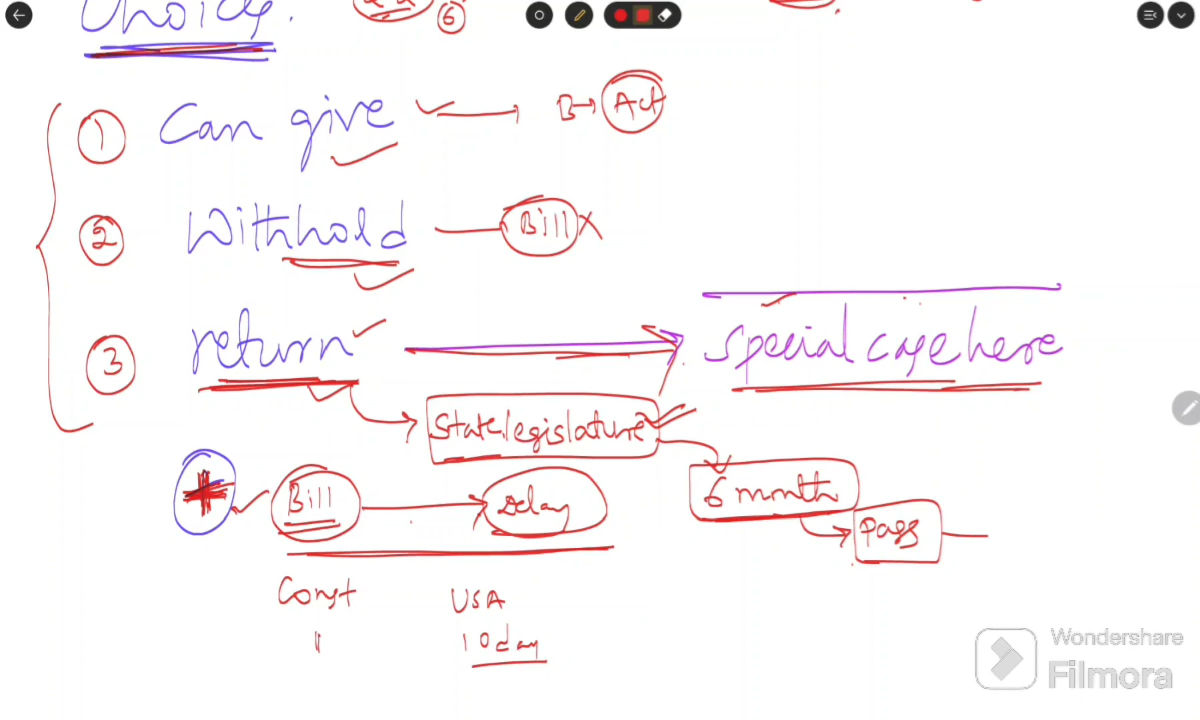 Choice.
6
1 Can give B → Act
2 Withhold Bill X
3 return special case here
State legislature
Bill Delay 6 month
pass
Const USA
10 day
Wondershare
Filmora